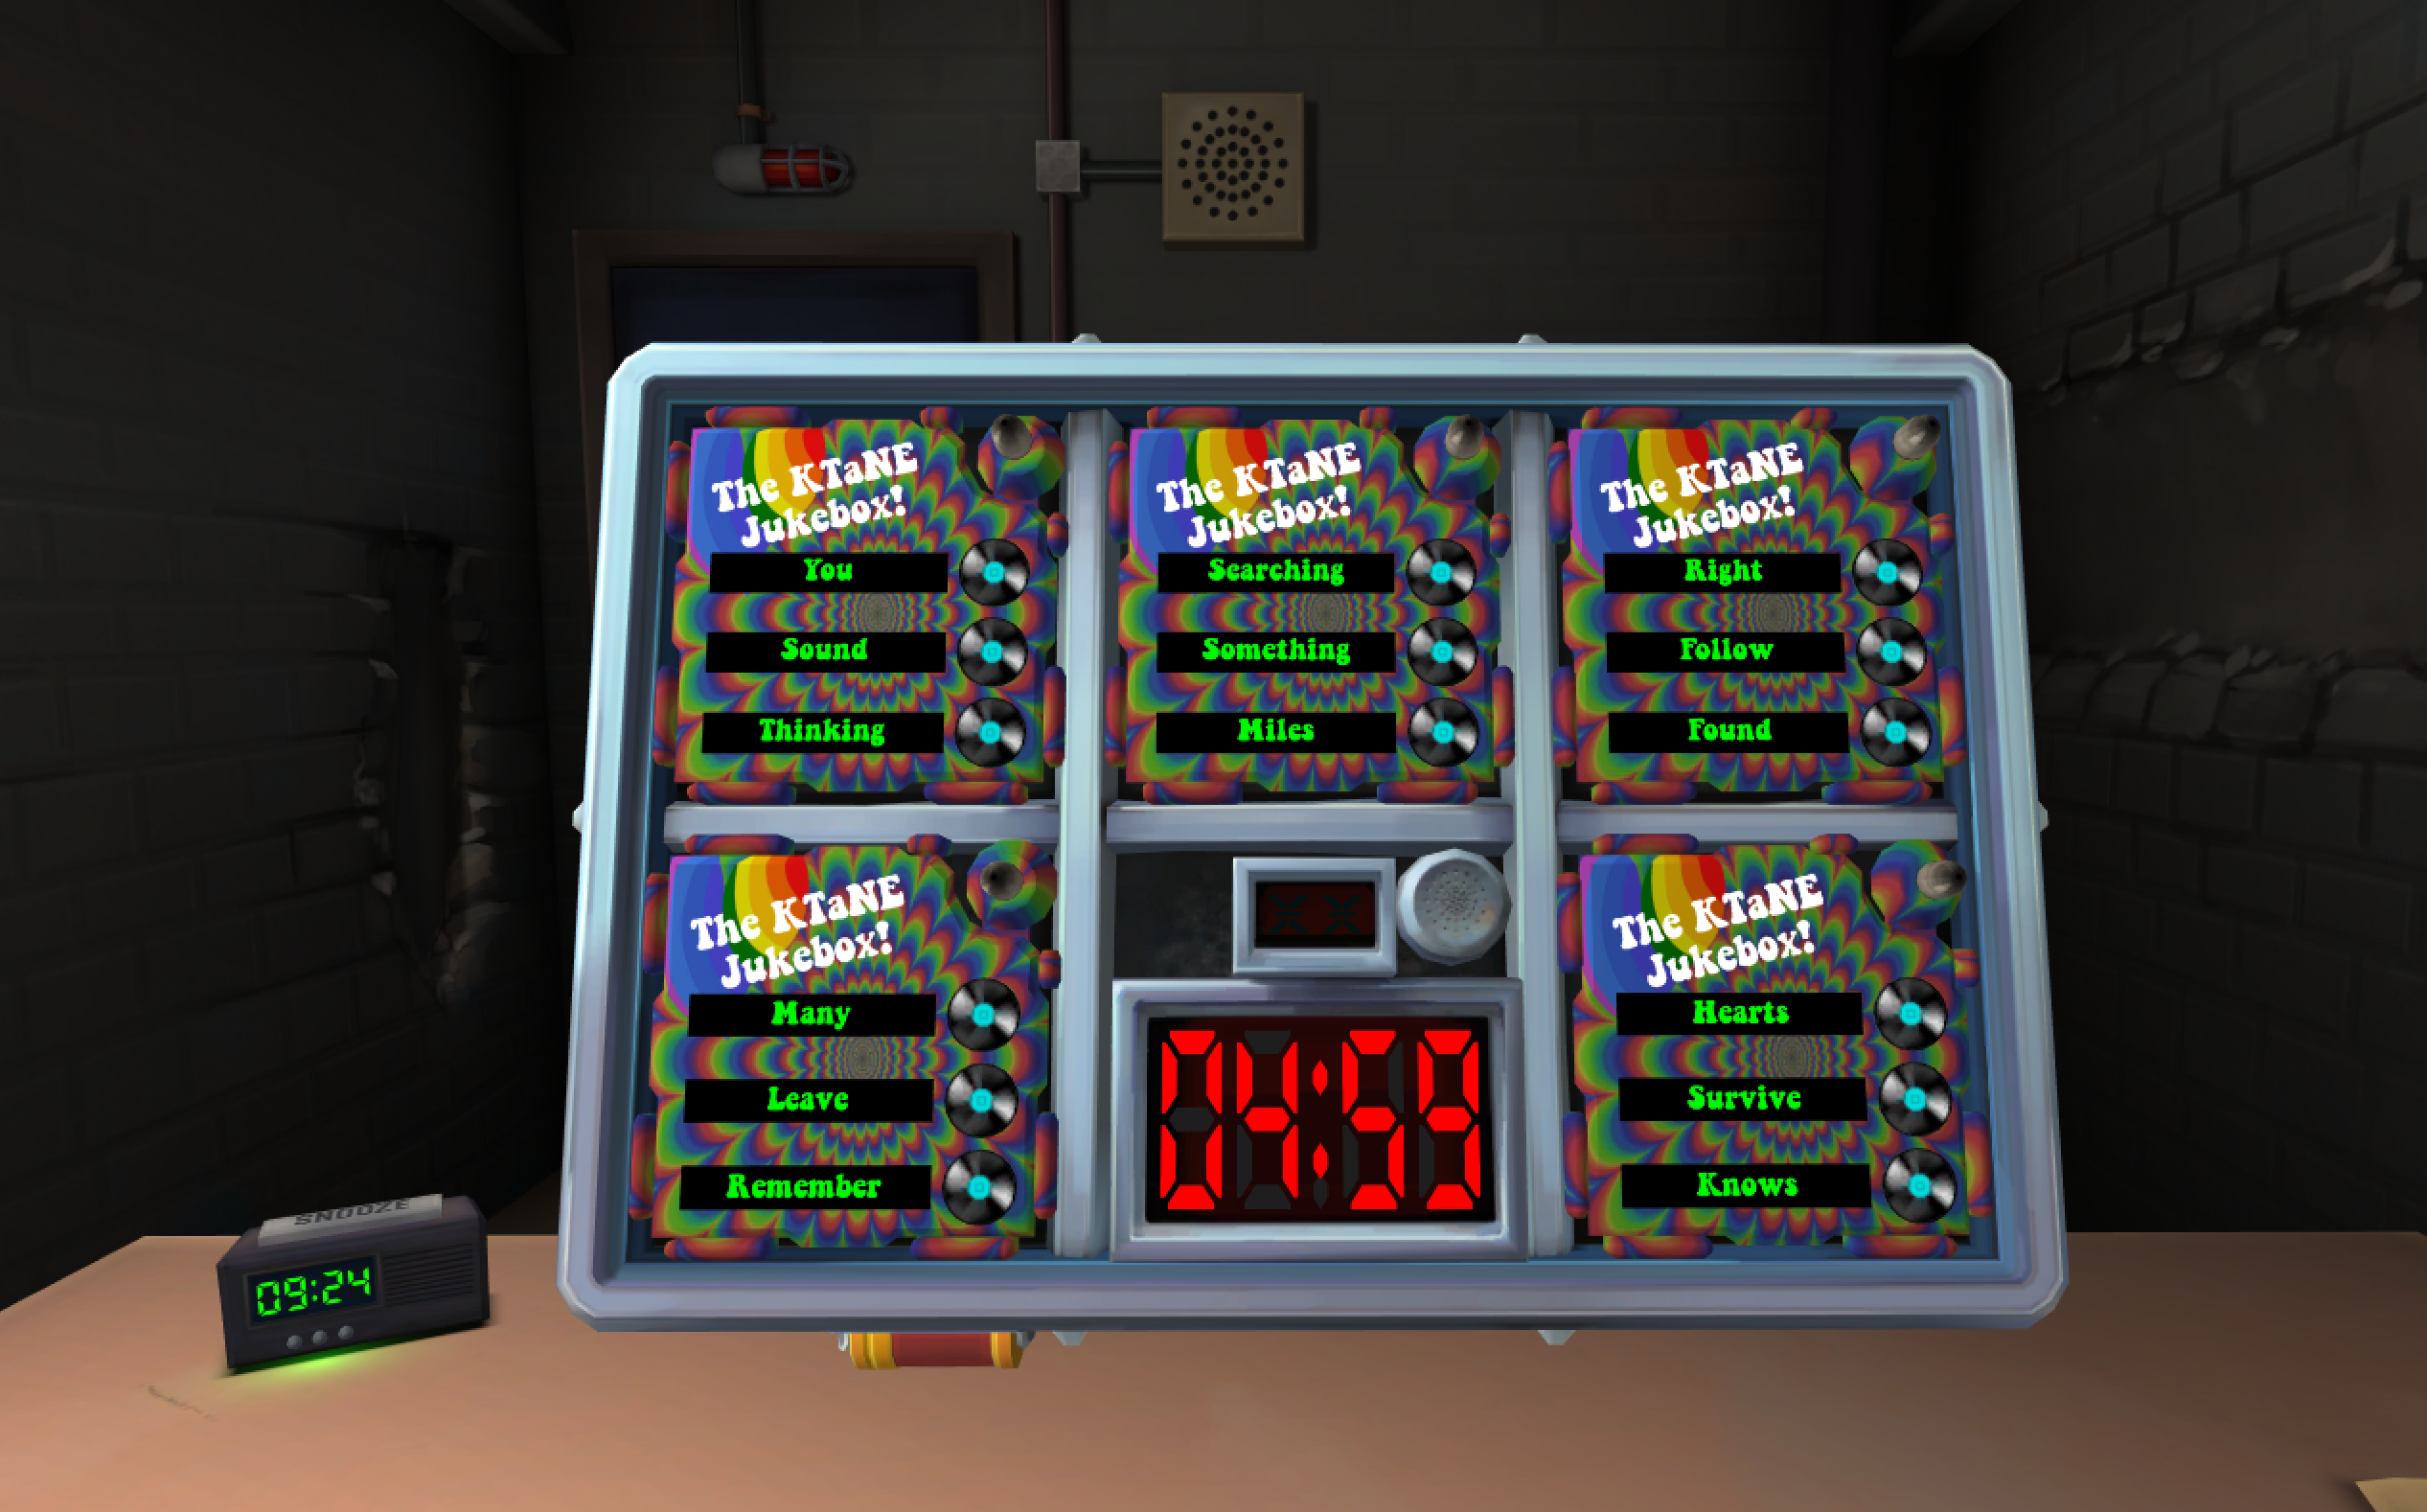 The KTaNE
Jukebox!
You
Sound
Thinking
The KTaNE
Jukebox!
Searching
Something
Miles
The KTaNE
Jukebox!
Right
Follow
Found
The KTaNE
Jukebox!
Many
Leave
Remember
04:59
The KTaNE
Jukebox!
Hearts
Survive
Knows
SNOOZE
09:24